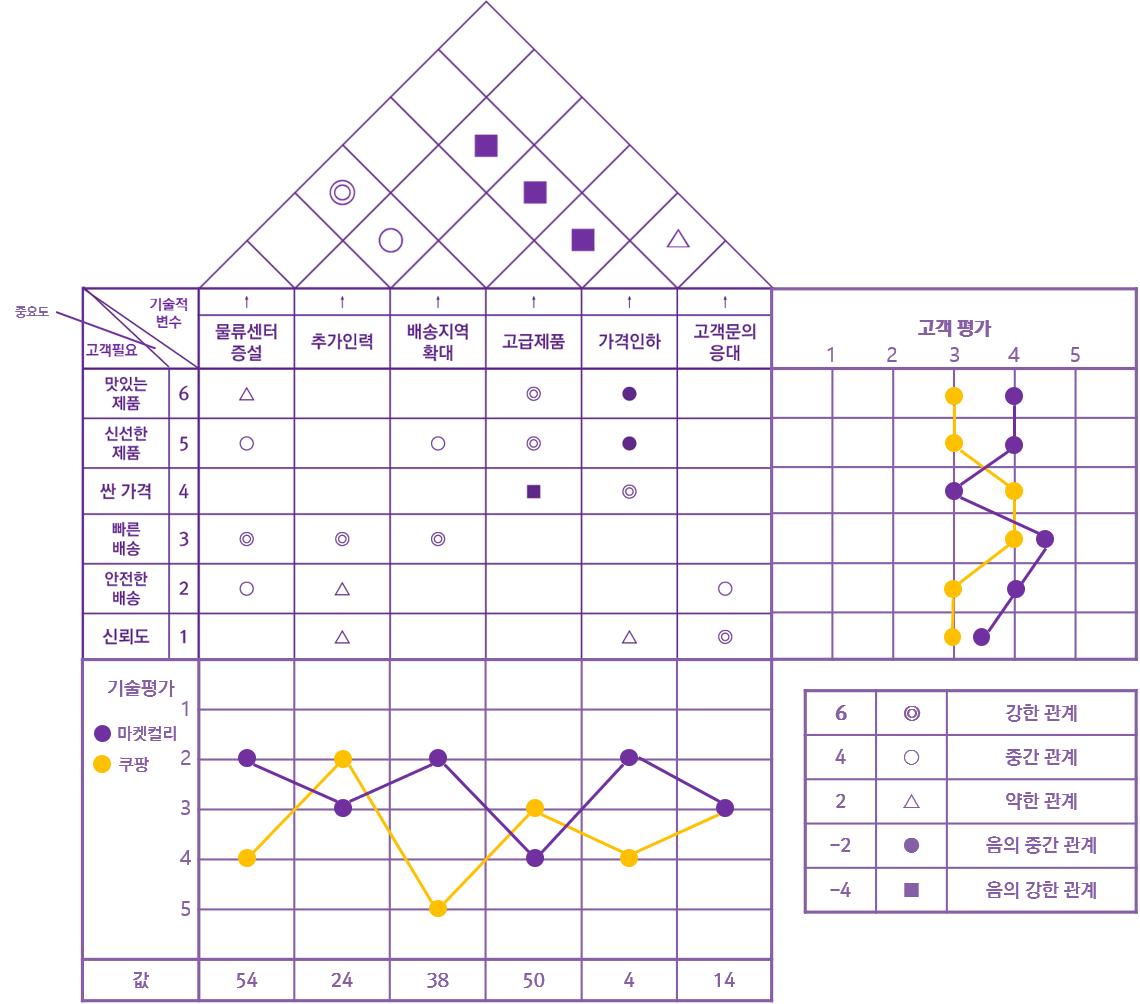 중요도
기술적
변수
고객필요
↑ ↑ ↑ ↑ ↑ ↑
물류센터
증설
추가인력
배송지역
확대
고급제품
가격인하
고객문의
응대
고객 평가
1 2 3 4 5
맛있는
제품
6
△ ◎ ●
신선한
제품
5
○ ○ ◎ ●
싼 가격 4
■ ◎
빠른
배송
3
◎ ◎ ◎
안전한
배송
2
○ △ ○
신뢰도 1
△ △ ◎
기술평가
1
마켓컬리
2
쿠팡
3
4
5
값 54 24 38 50 4 14
6 ◎ 강한 관계
4 ○ 중간 관계
2 △ 약한 관계
-2 ● 음의 중간 관계
-4 ■ 음의 강한 관계